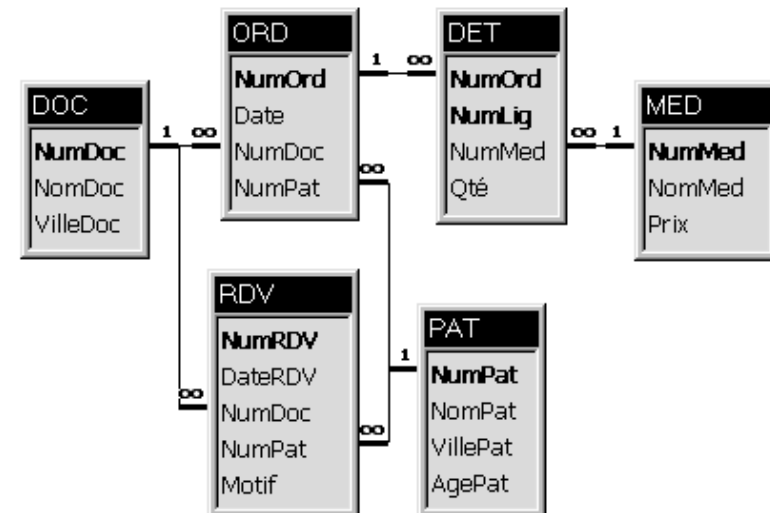 DOC
NumDoc
NomDoc
VilleDoc
1
∞
ORD
NumOrd
Date
NumDoc
NumPat
1
∞
∞
DET
NumOrd
NumLig
NumMed
Qté
∞
1
MED
NumMed
NomMed
Prix
∞
RDV
NumRDV
DateRDV
NumDoc
NumPat
Motif
∞
1
PAT
NumPat
NomPat
VillePat
AgePat